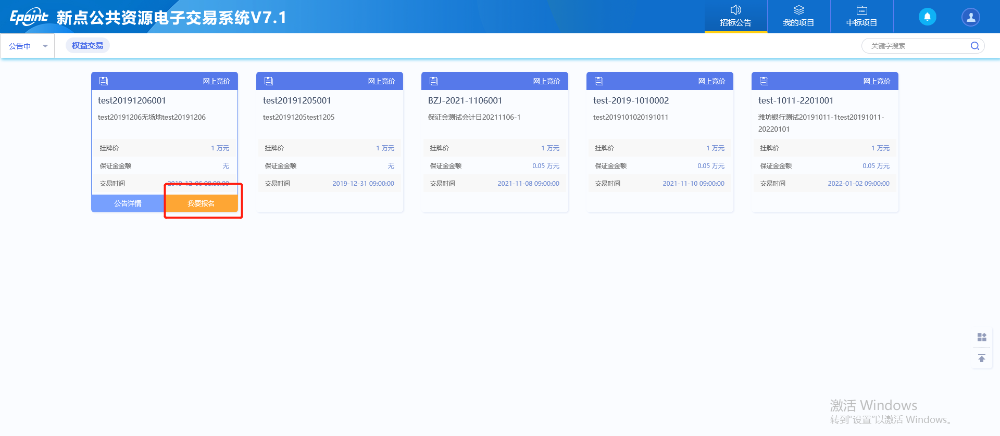 Epoint 新点公共资源电子交易系统V7.1
招标公告
我的项目
中标项目
公告中
权益交易
关键字搜索
网上竞价
test20191206001
test20191206无场地test20191206
挂牌价 1 万元
保证金金额 无
交易时间 2019-12-06 08:00:00
公告详情 我要报名
网上竞价
test20191205001
test20191205test1205
挂牌价 1 万元
保证金金额 无
交易时间 2019-12-31 09:00:00
网上竞价
BZJ-2021-1106001
保证金测试会计日20211106-1
挂牌价 1 万元
保证金金额 0.05 万元
交易时间 2021-11-08 09:00:00
网上竞价
test-2019-1010002
test2019101020191011
挂牌价 1 万元
保证金金额 0.05 万元
交易时间 2021-11-10 09:00:00
网上竞价
test-1011-2201001
潍坊银行测试20191011-1test20191011-
20220101
挂牌价 1 万元
保证金金额 0.05 万元
交易时间 2022-01-02 09:00:00
激活 Windows
转到"设置"以激活 Windows。